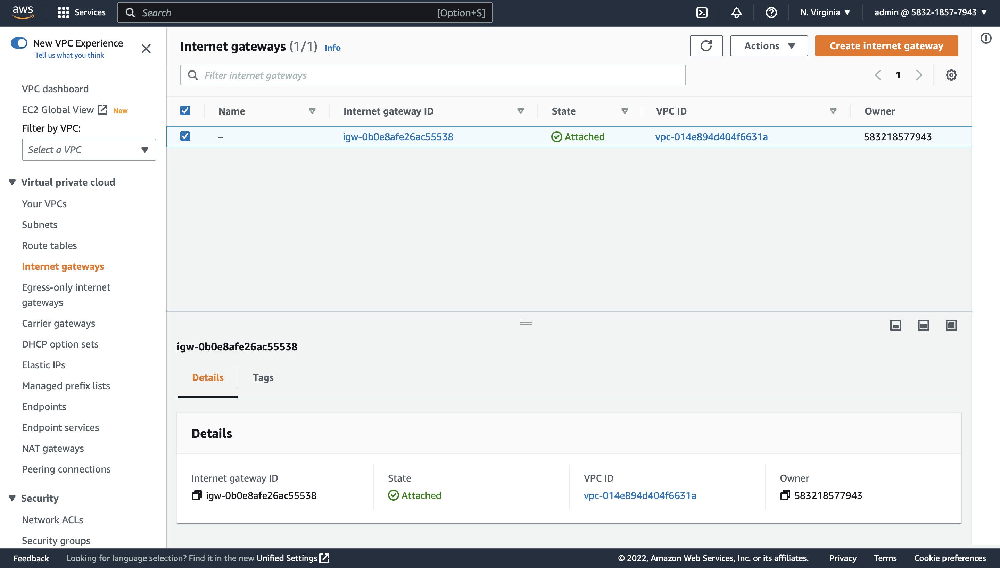 aws
Services
Search
[Option+S]
N. Virginia
admin @ 5832-1857-7943
New VPC Experience
Tell us what you think
VPC dashboard
EC2 Global View New
Filter by VPC:
Select a VPC
Virtual private cloud
Your VPCs
Subnets
Route tables
Internet gateways
Egress-only internet
gateways
Carrier gateways
DHCP option sets
Elastic IPs
Managed prefix lists
Endpoints
Endpoint services
NAT gateways
Peering connections
Security
Network ACLs
Security groups
Internet gateways (1/1) Info
Actions
Create internet gateway
Filter internet gateways
1
Name
Internet gateway ID
State
VPC ID
Owner
–
igw-0b0e8afe26ac55538
Attached
vpc-014e894d404f6631a
583218577943
igw-0b0e8afe26ac55538
Details
Tags
Details
Internet gateway ID
igw-0b0e8afe26ac55538
State
Attached
VPC ID
vpc-014e894d404f6631a
Owner
583218577943
Feedback
Looking for language selection? Find it in the new Unified Settings
© 2022, Amazon Web Services, Inc. or its affiliates.
Privacy
Terms
Cookie preferences